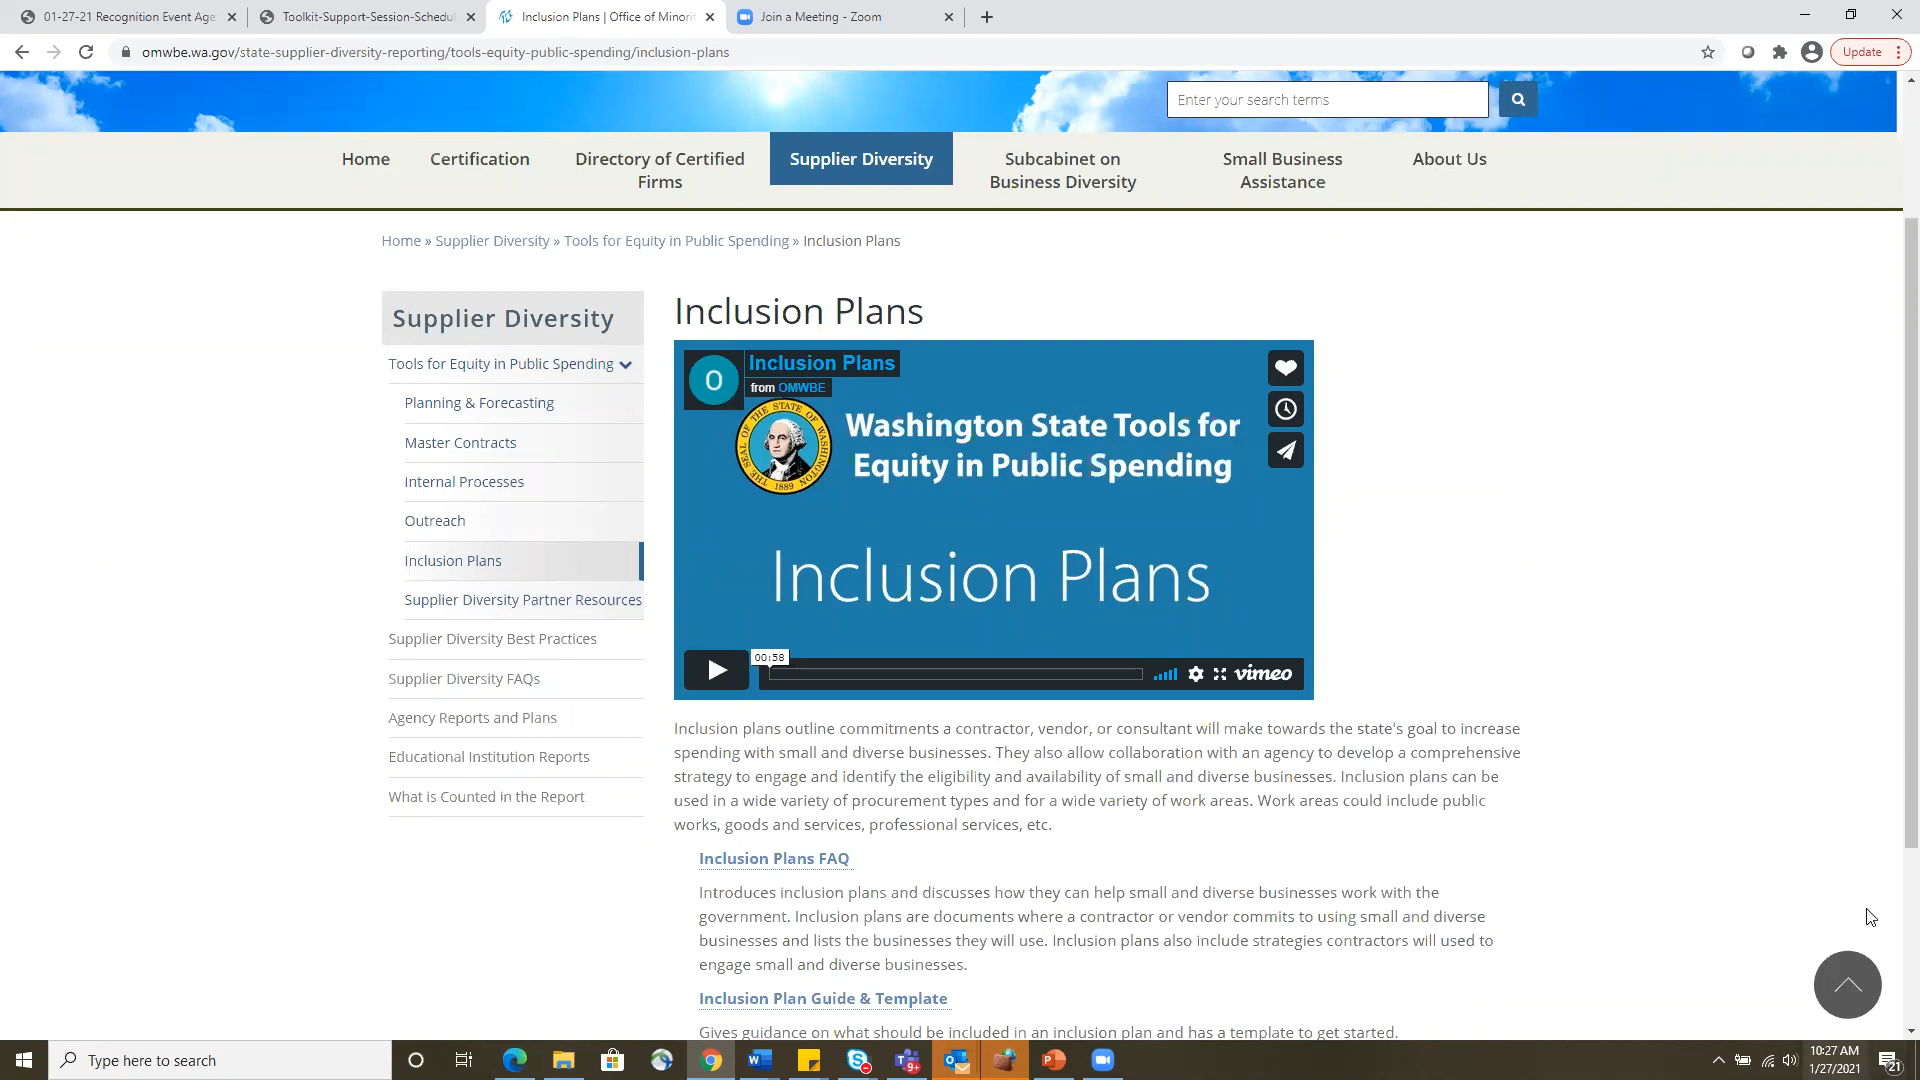 01-27-21 Recognition Event Age
Toolkit-Support-Session-Schedul
Inclusion Plans | Office of Minorit
Join a Meeting - Zoom
omwbe.wa.gov/state-supplier-diversity-reporting/tools-equity-public-spending/inclusion-plans
Update
Enter your search terms
Home
Certification
Directory of Certified
Firms
Supplier Diversity
Subcabinet on
Business Diversity
Small Business
Assistance
About Us
Home » Supplier Diversity » Tools for Equity in Public Spending » Inclusion Plans
Supplier Diversity
Tools for Equity in Public Spending
Planning & Forecasting
Master Contracts
Internal Processes
Outreach
Inclusion Plans
Supplier Diversity Partner Resources
Supplier Diversity Best Practices
Supplier Diversity FAQs
Agency Reports and Plans
Educational Institution Reports
What is Counted in the Report
Inclusion Plans
O
Inclusion Plans
from OMWBE
THE SEAL OF THE STATE OF WASHINGTON
1889
Washington State Tools for
Equity in Public Spending
Inclusion Plans
00:58
vimeo
Inclusion plans outline commitments a contractor, vendor, or consultant will make towards the state's goal to increase
spending with small and diverse businesses. They also allow collaboration with an agency to develop a comprehensive
strategy to engage and identify the eligibility and availability of small and diverse businesses. Inclusion plans can be
used in a wide variety of procurement types and for a wide variety of work areas. Work areas could include public
works, goods and services, professional services, etc.
Inclusion Plans FAQ
Introduces inclusion plans and discusses how they can help small and diverse businesses work with the
government. Inclusion plans are documents where a contractor or vendor commits to using small and diverse
businesses and lists the businesses they will use. Inclusion plans also include strategies contractors will used to
engage small and diverse businesses.
Inclusion Plan Guide & Template
Gives guidance on what should be included in an inclusion plan and has a template to get started.
Type here to search
9+
10:27 AM
1/27/2021
21